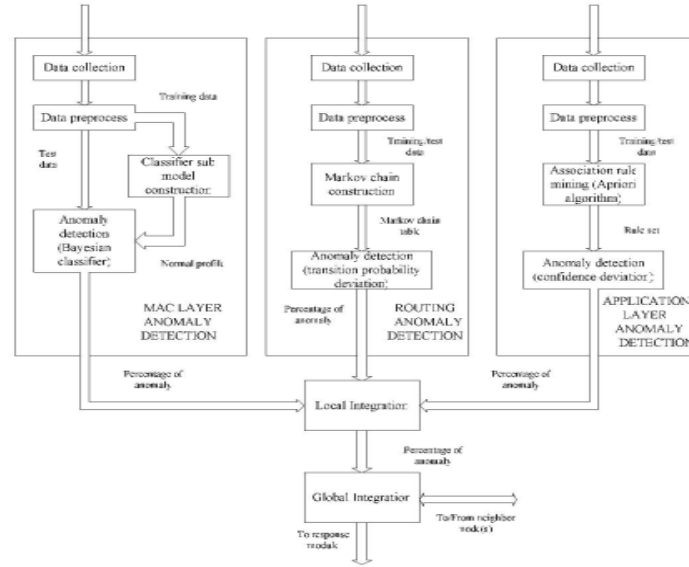 Data collection
Data preprocess
Training data
Test
data
Classifier sub
model
construction
Anomaly
detection
(Bayesian
classifier)
Normal profile
MAC LAYER
ANOMALY
DETECTION
Percentage of
anomaly
Data collection
Data preprocess
Training/test
data
Markov chain
construction
Markov chain
table
Anomaly detection
(transition probability
deviation)
Percentage of
anomaly
ROUTING
ANOMALY
DETECTION
Data collection
Data preprocess
Training/test
data
Association rule
mining (Apriori
algorithm)
Rule set
Anomaly detection
(confidence deviation)
APPLICATION
LAYER
ANOMALY
DETECTION
Percentage of
anomaly
Local Integration
Percentage of
anomaly
Global Integration
To/From neighbor
node(s)
To response
module